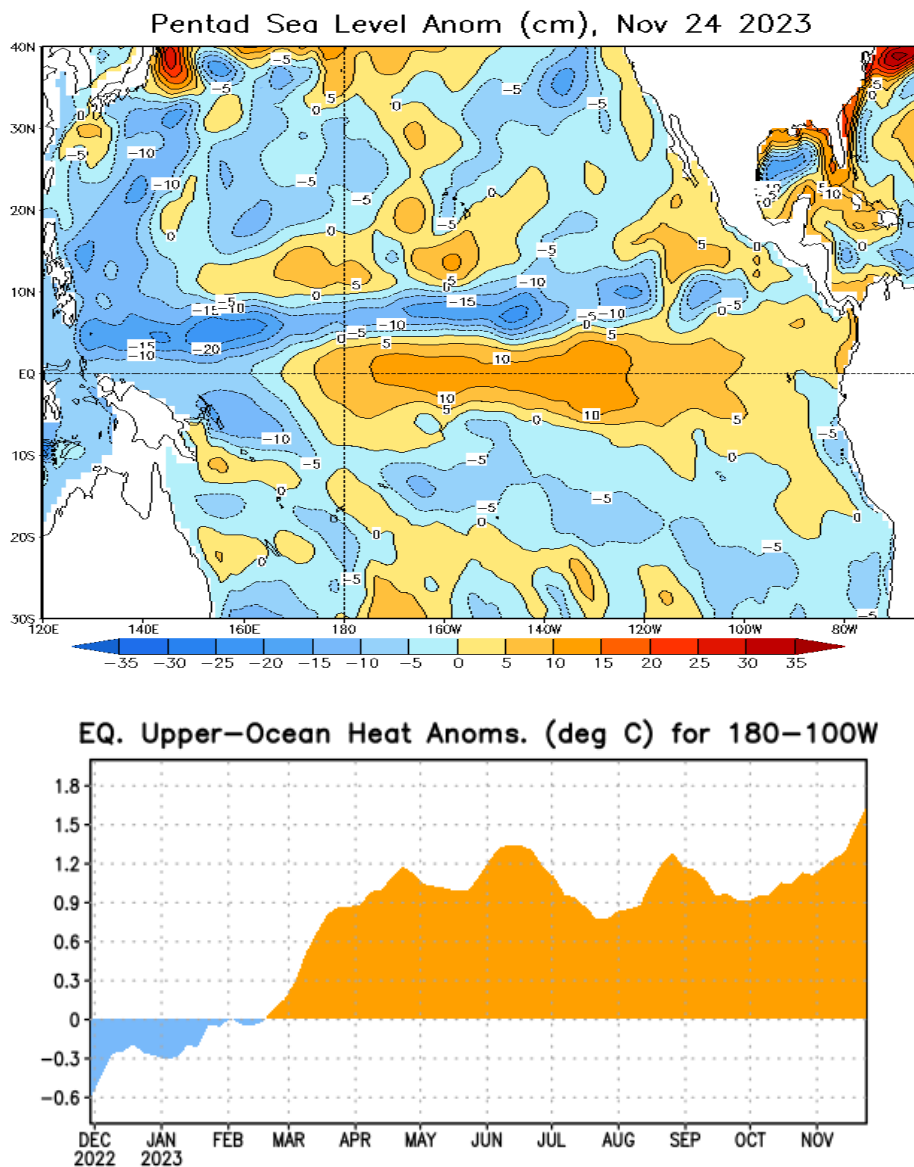 Pentad Sea Level Anom (cm), Nov 24 2023
40N
30N
20N
10N
EQ
10S
20S
30S
120E 140E 160E 180 160W 140W 120W 100W 80W
-35 -30 -25 -20 -15 -10 -5 0 5 10 15 20 25 30 35
EQ. Upper-Ocean Heat Anoms. (deg C) for 180-100W
1.8
1.5
1.2
0.9
0.6
0.3
0
-0.3
-0.6
DEC JAN FEB MAR APR MAY JUN JUL AUG SEP OCT NOV
2022 2023